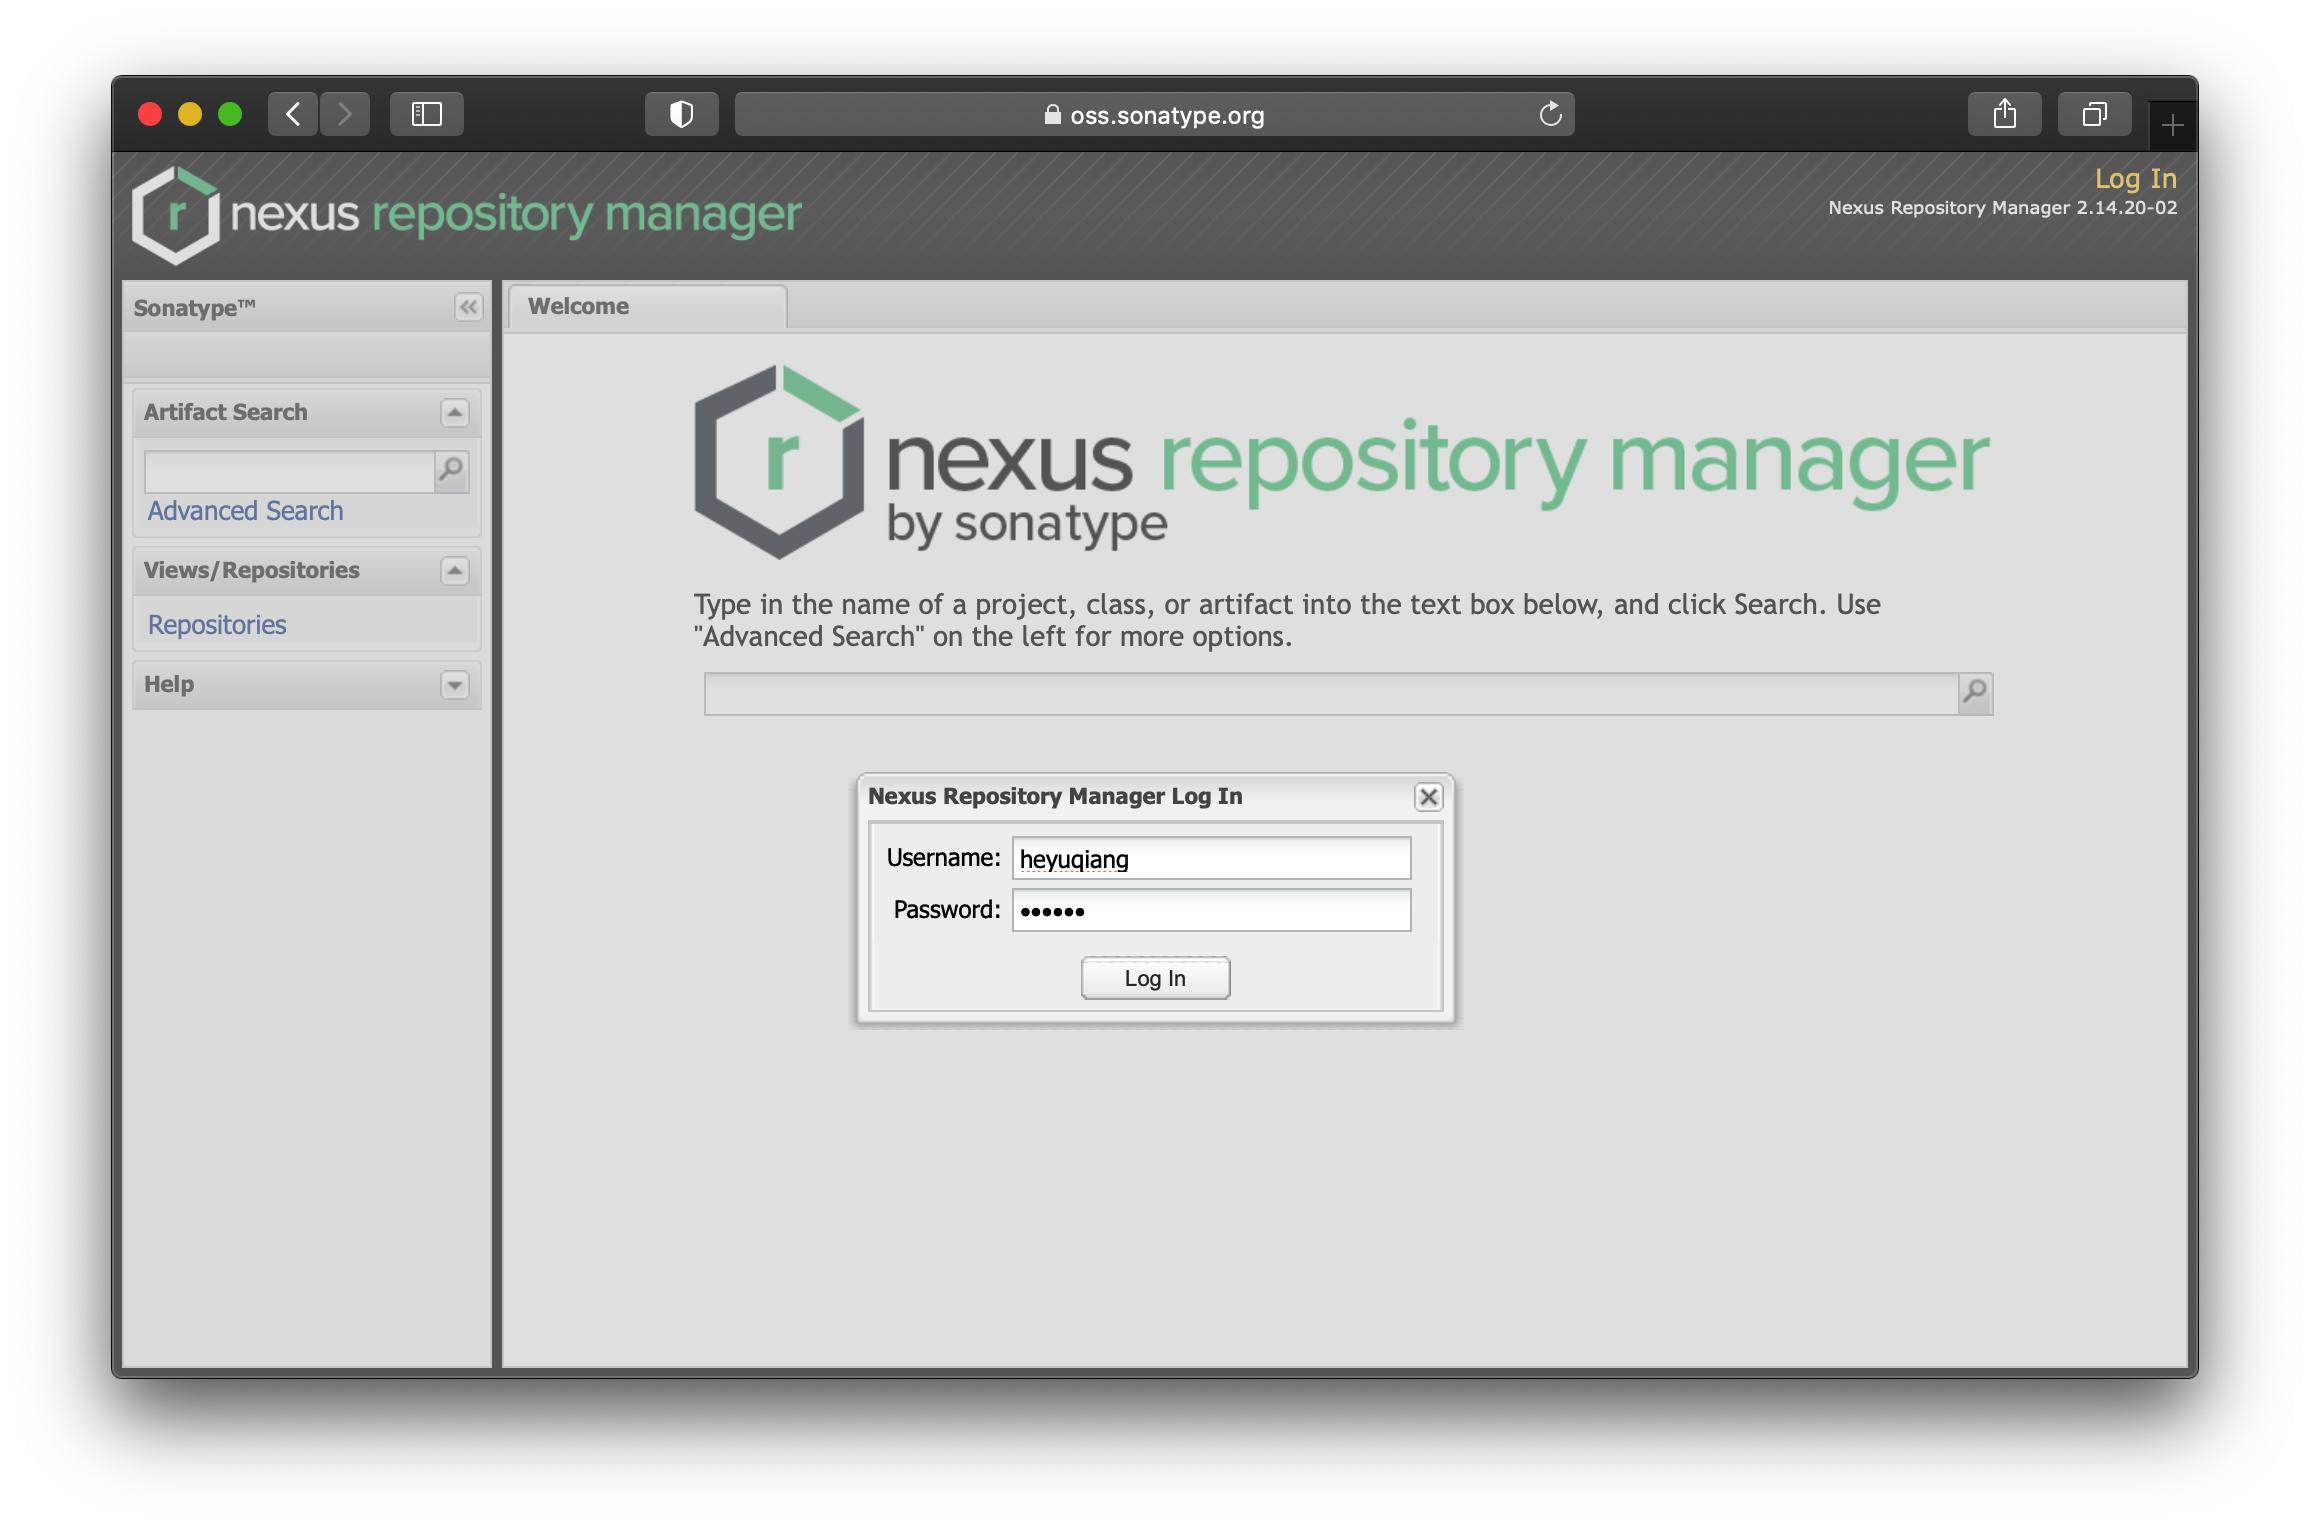 oss.sonatype.org
r nexus repository manager
Log In
Nexus Repository Manager 2.14.20-02
Sonatype™
Welcome
Artifact Search
Advanced Search
Views/Repositories
Repositories
Help
r nexus repository manager
by sonatype
Type in the name of a project, class, or artifact into the text box below, and click Search. Use
"Advanced Search" on the left for more options.
Nexus Repository Manager Log In
Username: heyuqiang
Password: ••••••
Log In